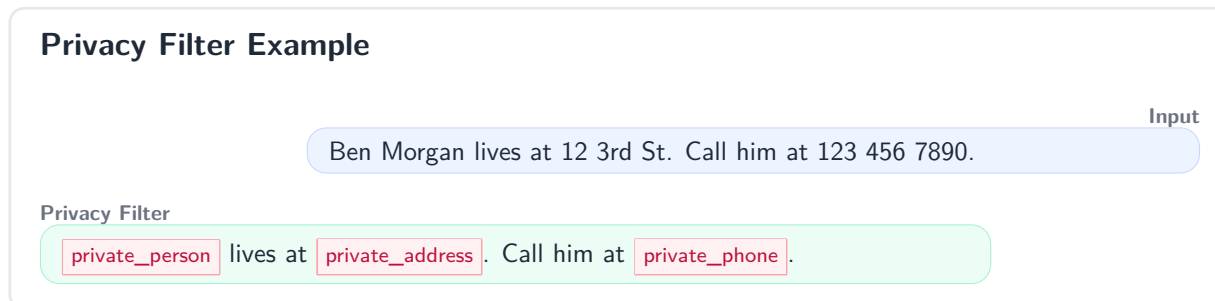 Privacy Filter Example
Input
Ben Morgan lives at 12 3rd St. Call him at 123 456 7890.
Privacy Filter
private_person lives at private_address. Call him at private_phone.